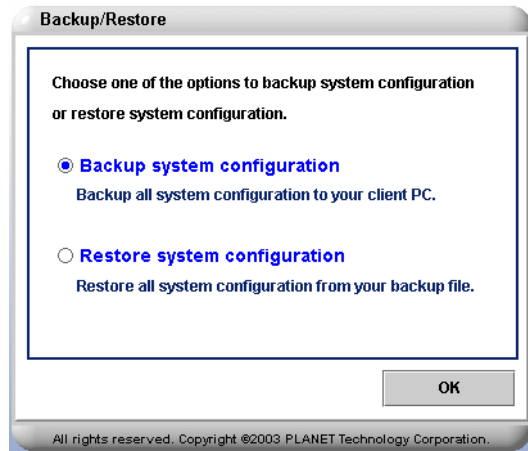 Backup/Restore
Choose one of the options to backup system configuration
or restore system configuration.
Backup system configuration
Backup all system configuration to your client PC.
Restore system configuration
Restore all system configuration from your backup file.
OK
All rights reserved. Copyright ©2003 PLANET Technology Corporation.